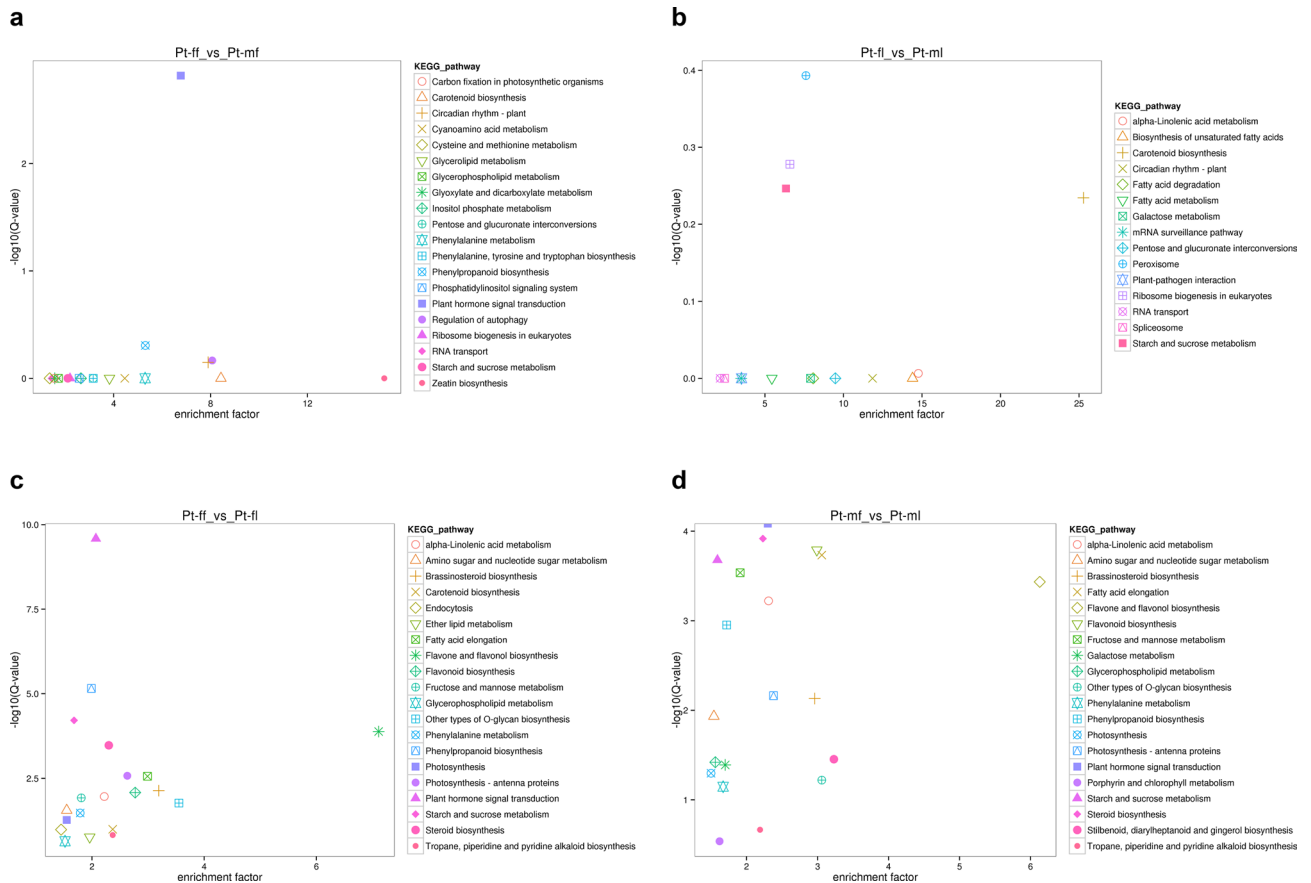 a
Pt-ff_vs_Pt-mf
-log10(Q-value)
2
1
0
4
8
12
enrichment factor
KEGG_pathway
Carbon fixation in photosynthetic organisms
Carotenoid biosynthesis
Circadian rhythm - plant
Cyanoamino acid metabolism
Cysteine and methionine metabolism
Glycerolipid metabolism
Glycerophospholipid metabolism
Glyoxylate and dicarboxylate metabolism
Inositol phosphate metabolism
Pentose and glucuronate interconversions
Phenylalanine metabolism
Phenylalanine, tyrosine and tryptophan biosynthesis
Phenylpropanoid biosynthesis
Phosphatidylinositol signaling system
Plant hormone signal transduction
Regulation of autophagy
Ribosome biogenesis in eukaryotes
RNA transport
Starch and sucrose metabolism
Zeatin biosynthesis
b
Pt-fl_vs_Pt-ml
-log10(Q-value)
0.4
0.3
0.2
0.1
0.0
5
10
15
20
25
enrichment factor
KEGG_pathway
alpha-Linolenic acid metabolism
Biosynthesis of unsaturated fatty acids
Carotenoid biosynthesis
Circadian rhythm - plant
Fatty acid degradation
Fatty acid metabolism
Galactose metabolism
mRNA surveillance pathway
Pentose and glucuronate interconversions
Peroxisome
Plant-pathogen interaction
Ribosome biogenesis in eukaryotes
RNA transport
Spliceosome
Starch and sucrose metabolism
c
Pt-ff_vs_Pt-fl
-log10(Q-value)
10.0
7.5
5.0
2.5
2
4
6
enrichment factor
KEGG_pathway
alpha-Linolenic acid metabolism
Amino sugar and nucleotide sugar metabolism
Brassinosteroid biosynthesis
Carotenoid biosynthesis
Endocytosis
Ether lipid metabolism
Fatty acid elongation
Flavone and flavonol biosynthesis
Flavonoid biosynthesis
Fructose and mannose metabolism
Glycerophospholipid metabolism
Other types of O-glycan biosynthesis
Phenylalanine metabolism
Phenylpropanoid biosynthesis
Photosynthesis
Photosynthesis - antenna proteins
Plant hormone signal transduction
Starch and sucrose metabolism
Steroid biosynthesis
Tropane, piperidine and pyridine alkaloid biosynthesis
d
Pt-mf_vs_Pt-ml
-log10(Q-value)
4
3
2
1
2
3
4
5
6
enrichment factor
KEGG_pathway
alpha-Linolenic acid metabolism
Amino sugar and nucleotide sugar metabolism
Brassinosteroid biosynthesis
Fatty acid elongation
Flavone and flavonol biosynthesis
Flavonoid biosynthesis
Fructose and mannose metabolism
Galactose metabolism
Glycerophospholipid metabolism
Other types of O-glycan biosynthesis
Phenylalanine metabolism
Phenylpropanoid biosynthesis
Photosynthesis
Photosynthesis - antenna proteins
Plant hormone signal transduction
Porphyrin and chlorophyll metabolism
Starch and sucrose metabolism
Steroid biosynthesis
Stilbenoid, diarylheptanoid and gingerol biosynthesis
Tropane, piperidine and pyridine alkaloid biosynthesis